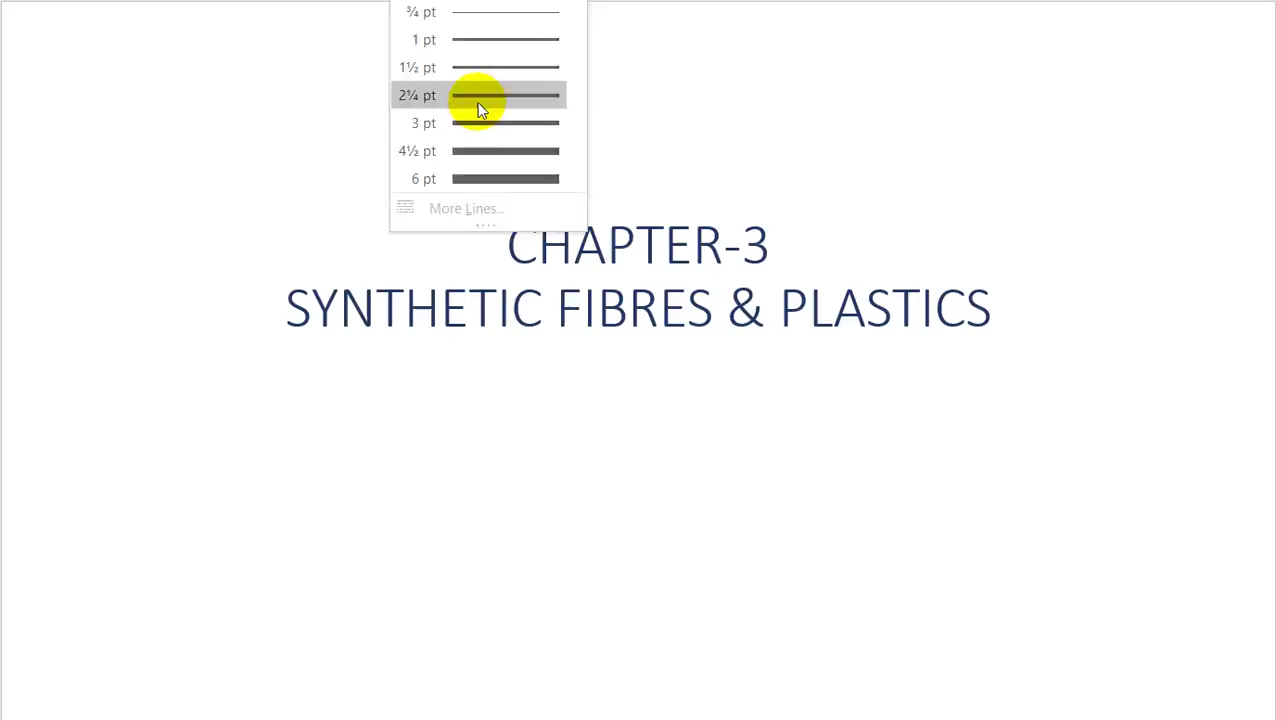 ¾ pt
1 pt
1½ pt
2¼ pt
3 pt
4½ pt
6 pt
More Lines...
CHAPTER-3
SYNTHETIC FIBRES & PLASTICS